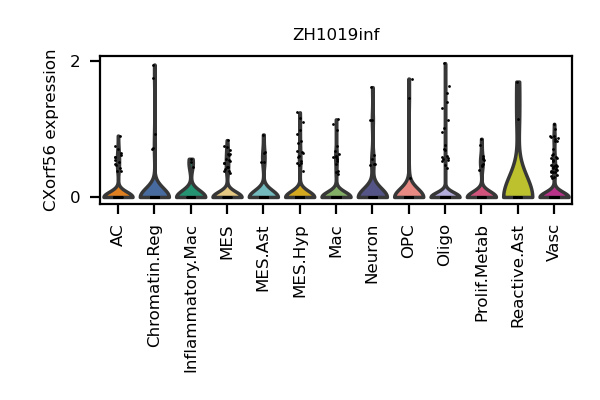 ZH1019inf
CXorf56 expression
2
0
AC
Chromatin.Reg
Inflammatory.Mac
MES
MES.Ast
MES.Hyp
Mac
Neuron
OPC
Oligo
Prolif.Metab
Reactive.Ast
Vasc